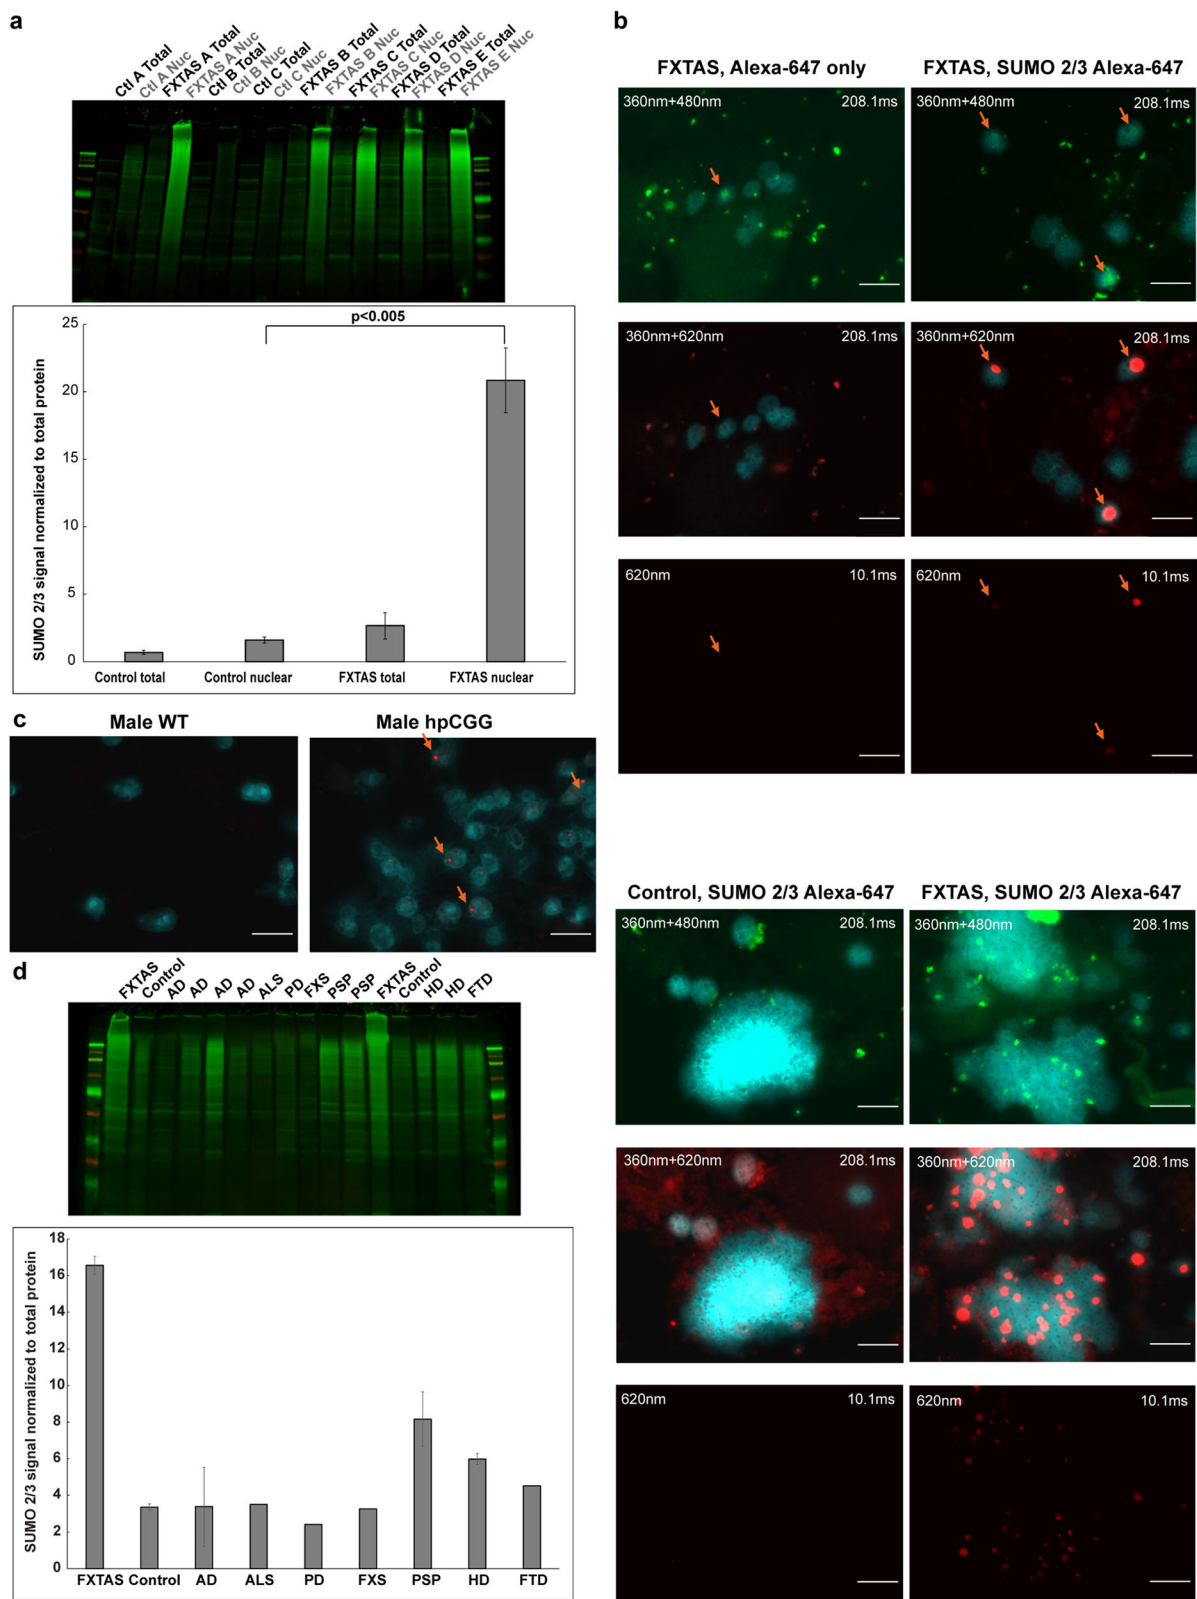 a
Ctl A Total
Ctl A Nuc
FXTAS A Total
FXTAS A Nuc
Ctl B Total
Ctl B Nuc
Ctl C Total
Ctl C Nuc
FXTAS B Total
FXTAS B Nuc
FXTAS C Total
FXTAS C Nuc
FXTAS D Total
FXTAS D Nuc
FXTAS E Total
FXTAS E Nuc
SUMO 2/3 signal normalized to total protein
25
20
15
10
5
0
p<0.005
Control total
Control nuclear
FXTAS total
FXTAS nuclear
b
FXTAS, Alexa-647 only
FXTAS, SUMO 2/3 Alexa-647
360nm+480nm
208.1ms
360nm+480nm
208.1ms
360nm+620nm
208.1ms
360nm+620nm
208.1ms
620nm
10.1ms
620nm
10.1ms
Control, SUMO 2/3 Alexa-647
FXTAS, SUMO 2/3 Alexa-647
360nm+480nm
208.1ms
360nm+480nm
208.1ms
360nm+620nm
208.1ms
360nm+620nm
208.1ms
620nm
10.1ms
620nm
10.1ms
c
Male WT
Male hpCGG
d
FXTAS
Control
AD
AD
AD
AD
ALS
PD
FXS
PSP
PSP
FXTAS
Control
HD
HD
FTD
SUMO 2/3 signal normalized to total protein
18
16
14
12
10
8
6
4
2
0
FXTAS
Control
AD
ALS
PD
FXS
PSP
HD
FTD